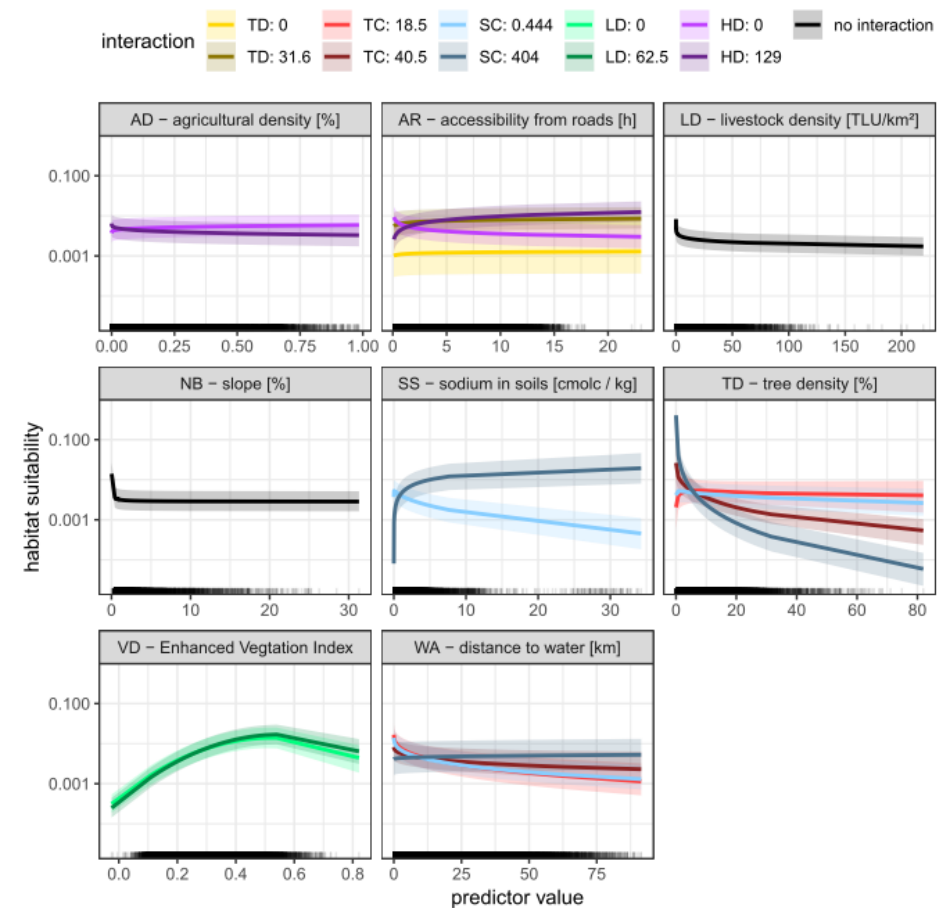 interaction
TD: 0 TC: 18.5 SC: 0.444 LD: 0 HD: 0 no interaction
TD: 31.6 TC: 40.5 SC: 404 LD: 62.5 HD: 129
AD − agricultural density [%] AR − accessibility from roads [h] LD − livestock density [TLU/km²]
0.100
0.001
0.00 0.25 0.50 0.75 1.00 0 5 10 15 20 0 50 100 150 200
NB − slope [%] SS − sodium in soils [cmolc / kg] TD − tree density [%]
habitat suitability
0.100
0.001
0 10 20 30 0 10 20 30 0 20 40 60 80
VD − Enhanced Vegtation Index WA − distance to water [km]
0.100
0.001
0.0 0.2 0.4 0.6 0.8 0 25 50 75
predictor value